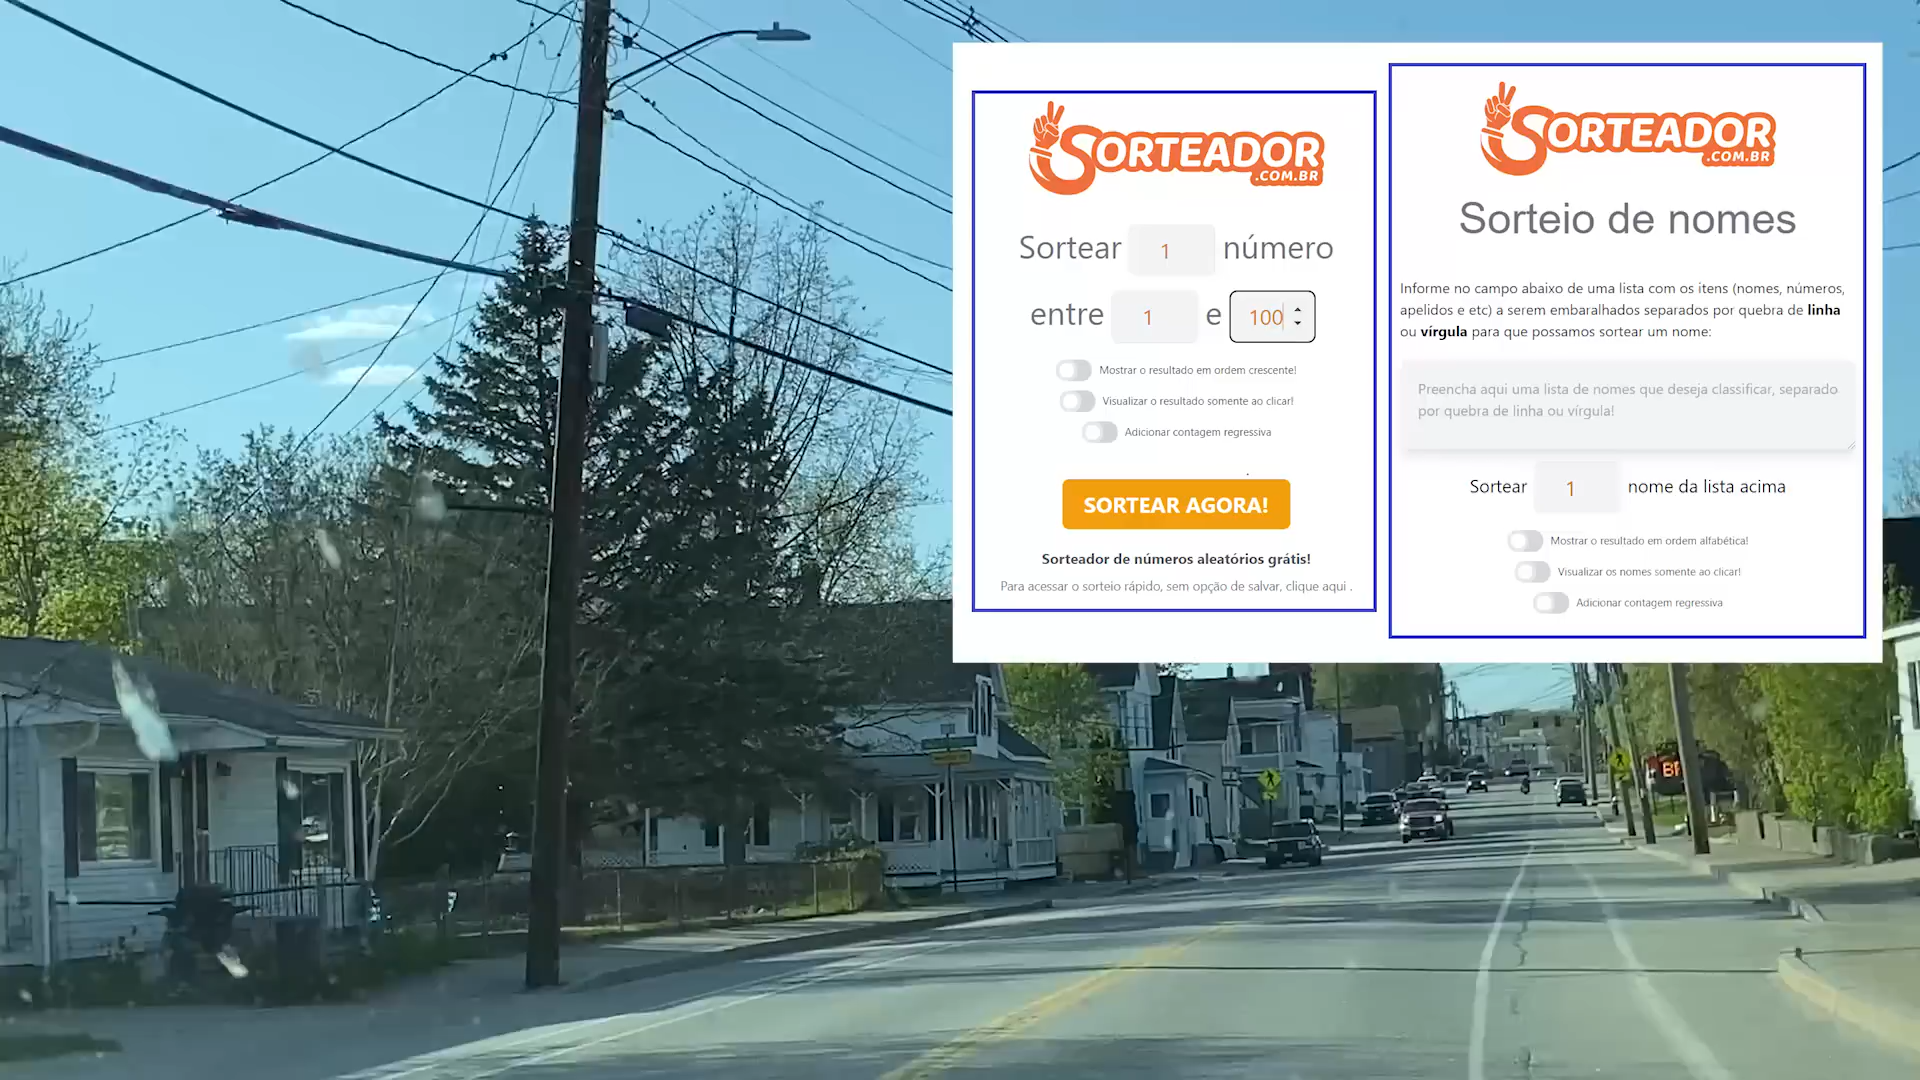 SORTEADOR
.COM.BR
Sortear 1 número
entre 1 e 100
Mostrar o resultado em ordem crescente!
Visualizar o resultado somente ao clicar!
Adicionar contagem regressiva
SORTEAR AGORA!
Sorteador de números aleatórios grátis!
Para acessar o sorteio rápido, sem opção de salvar, clique aqui .
SORTEADOR
.COM.BR
Sorteio de nomes
Informe no campo abaixo de uma lista com os itens (nomes, números,
apelidos e etc) a serem embaralhados separados por quebra de linha
ou vírgula para que possamos sortear um nome:
Preencha aqui uma lista de nomes que deseja classificar, separado
por quebra de linha ou vírgula!
Sortear 1 nome da lista acima
Mostrar o resultado em ordem alfabética!
Visualizar os nomes somente ao clicar!
Adicionar contagem regressiva